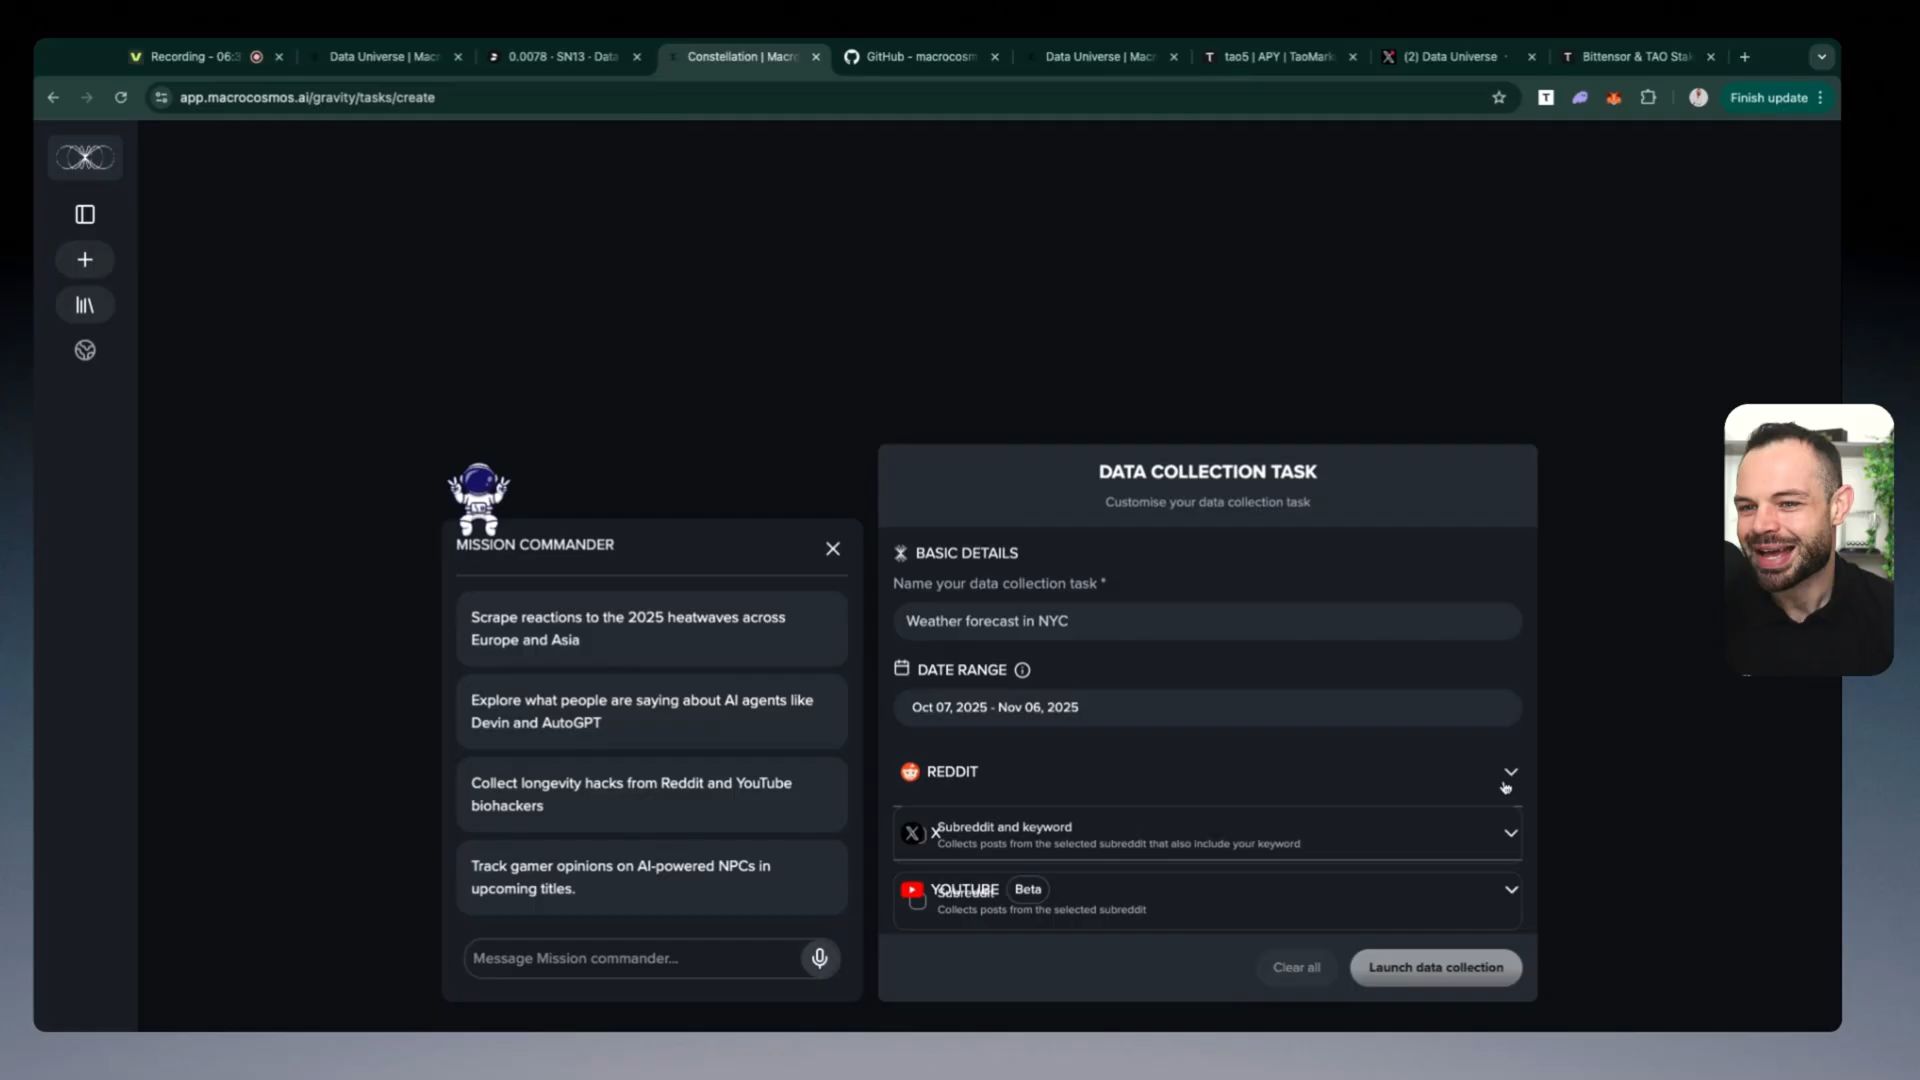 Recording - 06:3
Data Universe | Macr
0.0078 · SN13 · Data
Constellation | Macro
GitHub - macrocosm
Data Universe | Macr
tao5 | APY | TaoMark
(2) Data Universe ·
Bittensor & TAO Stak
app.macrocosmos.ai/gravity/tasks/create
Finish update
MISSION COMMANDER
Scrape reactions to the 2025 heatwaves across
Europe and Asia
Explore what people are saying about AI agents like
Devin and AutoGPT
Collect longevity hacks from Reddit and YouTube
biohackers
Track gamer opinions on AI-powered NPCs in
upcoming titles.
Message Mission commander...
DATA COLLECTION TASK
Customise your data collection task
BASIC DETAILS
Name your data collection task *
Weather forecast in NYC
DATE RANGE
Oct 07, 2025 - Nov 06, 2025
REDDIT
X
Subreddit and keyword
Collects posts from the selected subreddit that also include your keyword
YOUTUBE Beta
Subreddit
Collects posts from the selected subreddit
Clear all
Launch data collection